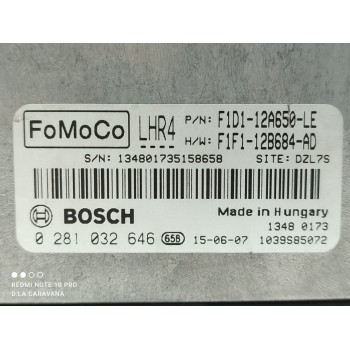 FoMoCo LHR4 P/N: F1D1-12A650-LE
H/W: F1F1-12B684-AD
S/N: 134801735158658 SITE: DZL7S
BOSCH Made in Hungary
1348 0173
0 281 032 646 65B 15-06-07 1039S85072
REDMI NOTE 10 PRO
D.LA CARAVANA